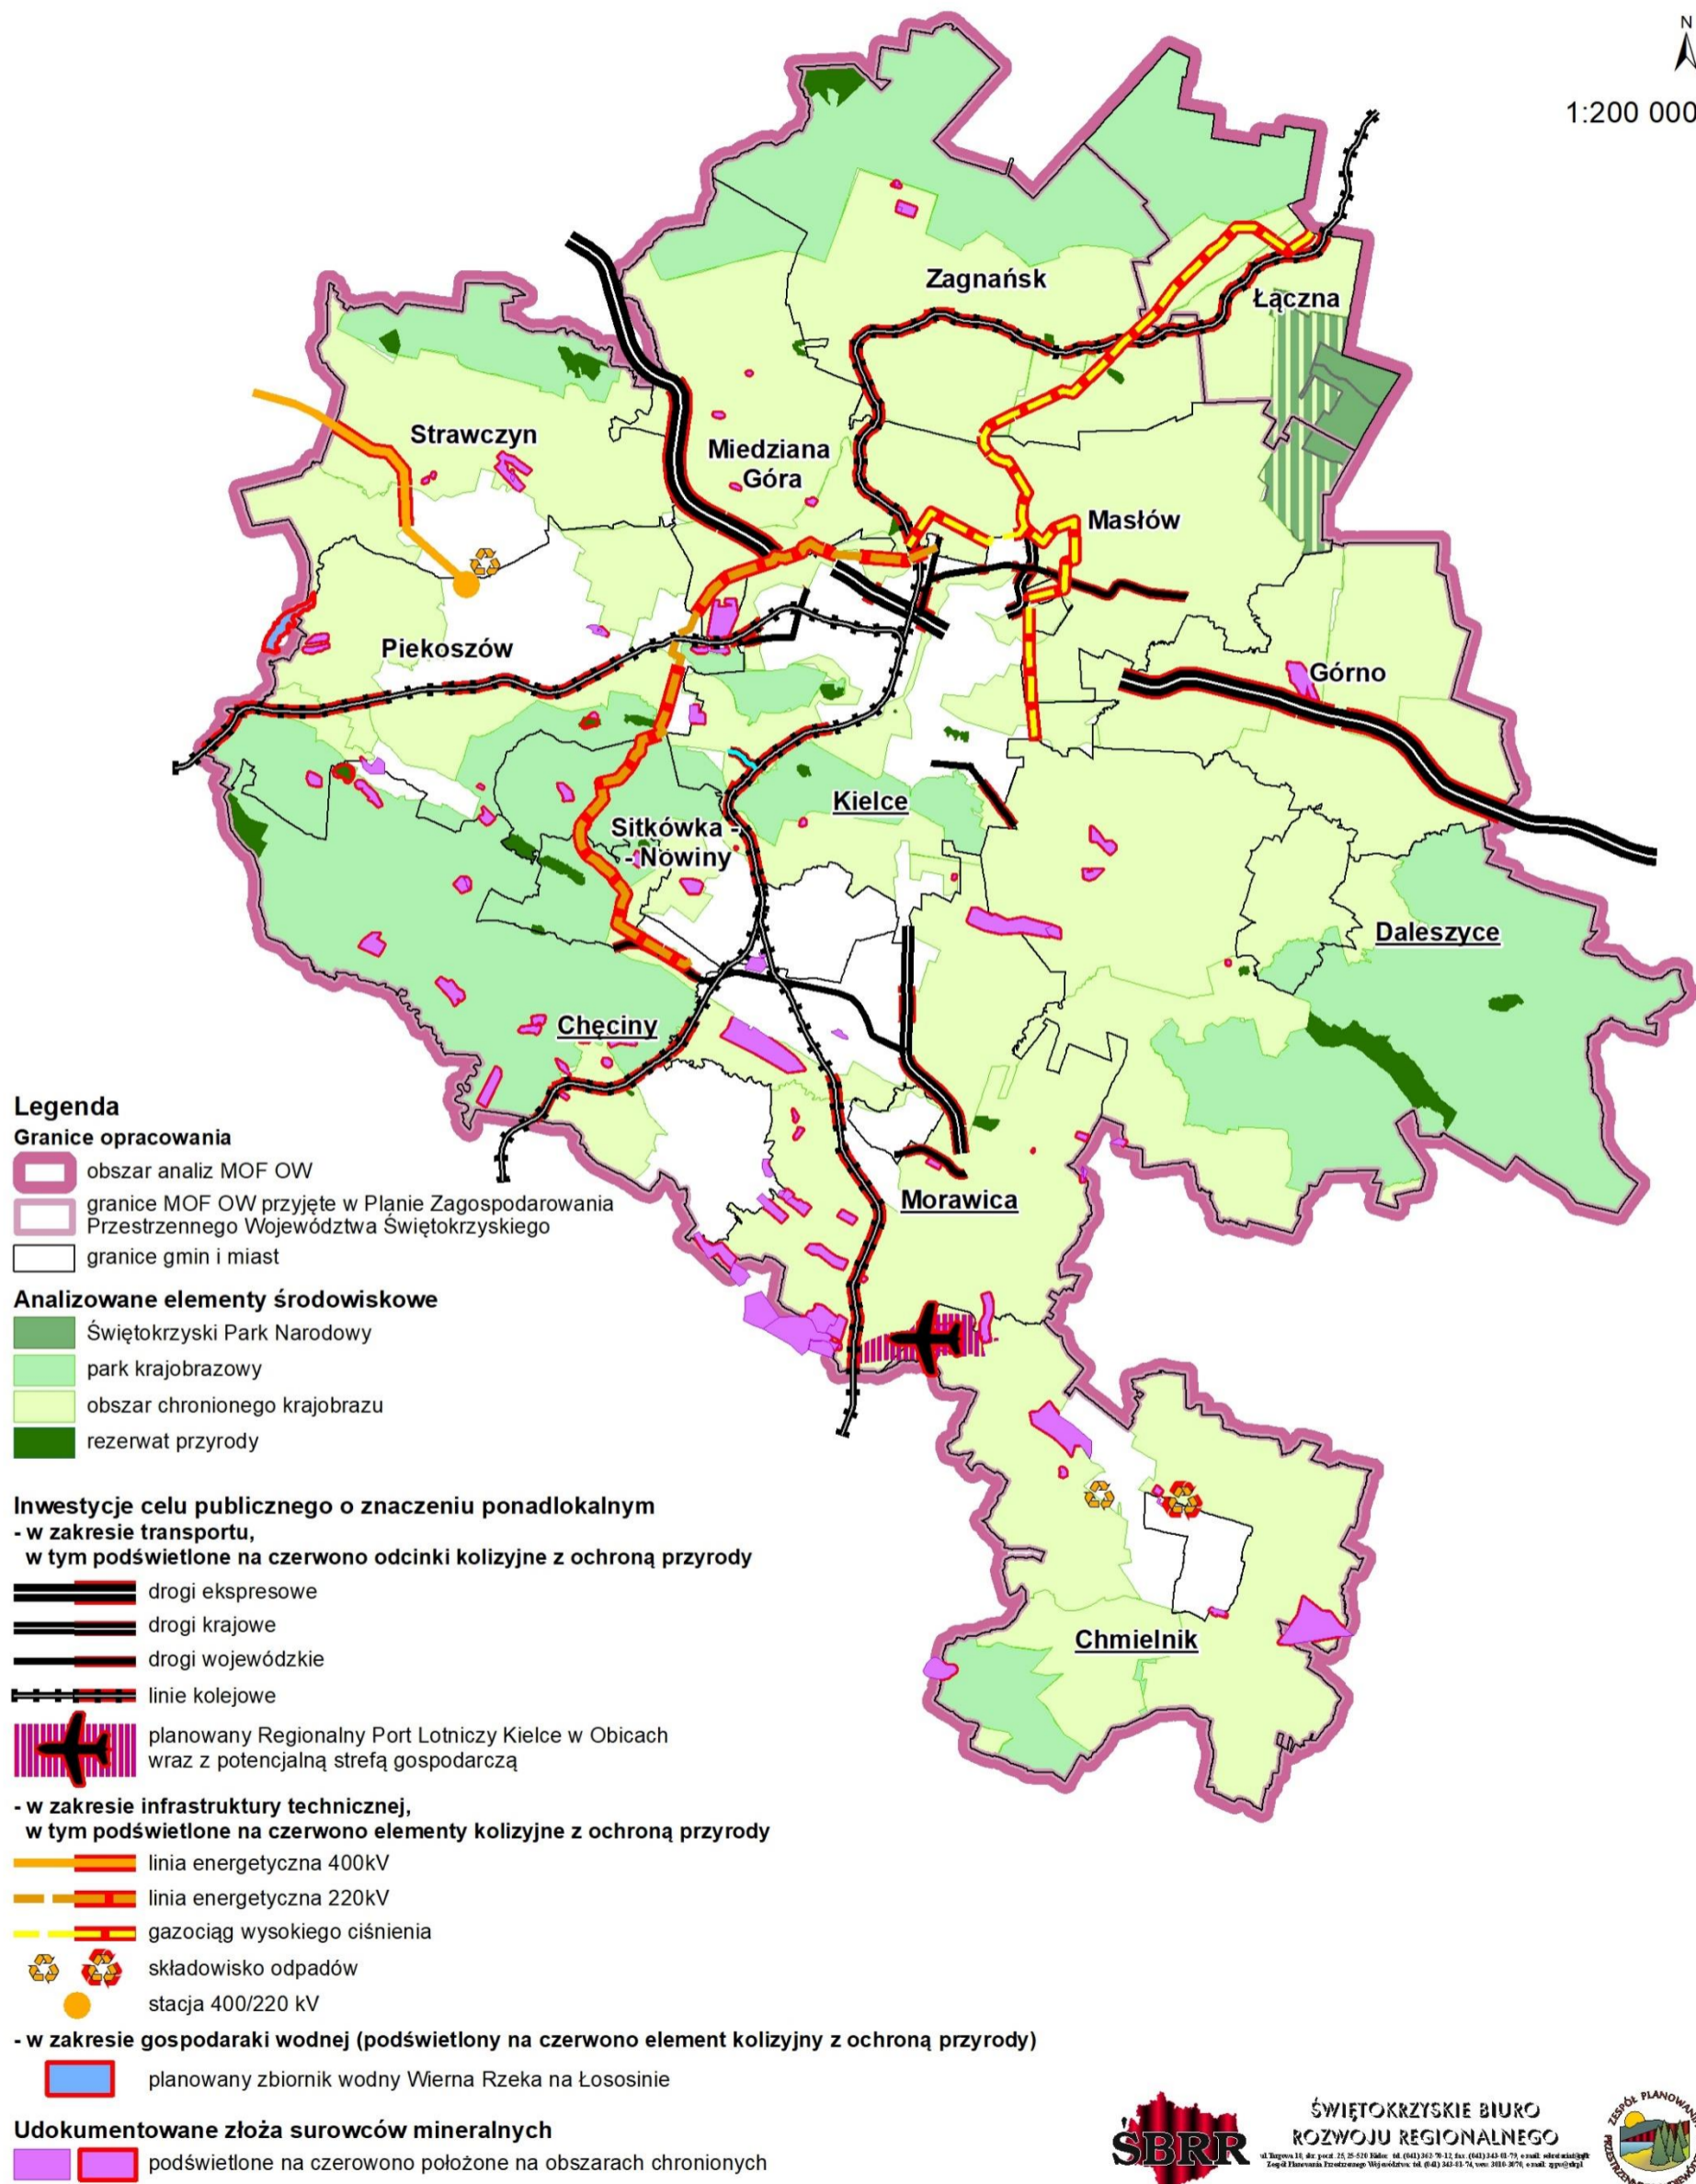 N
1:200 000
Zagnańsk
Łączna
Strawczyn
Miedziana
Góra
Masłów
Piekoszów
Górno
Kielce
Sitkówka -
- Nowiny
Daleszyce
Chęciny
Morawica
Chmielnik
Legenda
Granice opracowania
obszar analiz MOF OW
granice MOF OW przyjęte w Planie Zagospodarowania
Przestrzennego Województwa Świętokrzyskiego
granice gmin i miast
Analizowane elementy środowiskowe
Świętokrzyski Park Narodowy
park krajobrazowy
obszar chronionego krajobrazu
rezerwat przyrody
Inwestycje celu publicznego o znaczeniu ponadlokalnym
- w zakresie transportu,
w tym podświetlone na czerwono odcinki kolizyjne z ochroną przyrody
drogi ekspresowe
drogi krajowe
drogi wojewódzkie
linie kolejowe
planowany Regionalny Port Lotniczy Kielce w Obicach
wraz z potencjalną strefą gospodarczą
- w zakresie infrastruktury technicznej,
w tym podświetlone na czerwono elementy kolizyjne z ochroną przyrody
linia energetyczna 400kV
linia energetyczna 220kV
gazociąg wysokiego ciśnienia
składowisko odpadów
stacja 400/220 kV
- w zakresie gospodaraki wodnej (podświetlony na czerwono element kolizyjny z ochroną przyrody)
planowany zbiornik wodny Wierna Rzeka na Łososinie
Udokumentowane złoża surowców mineralnych
podświetlone na czerowono położone na obszarach chronionych
ŚBRR
ŚWIĘTOKRZYSKIE BIURO
ROZWOJU REGIONALNEGO
ZESPÓŁ